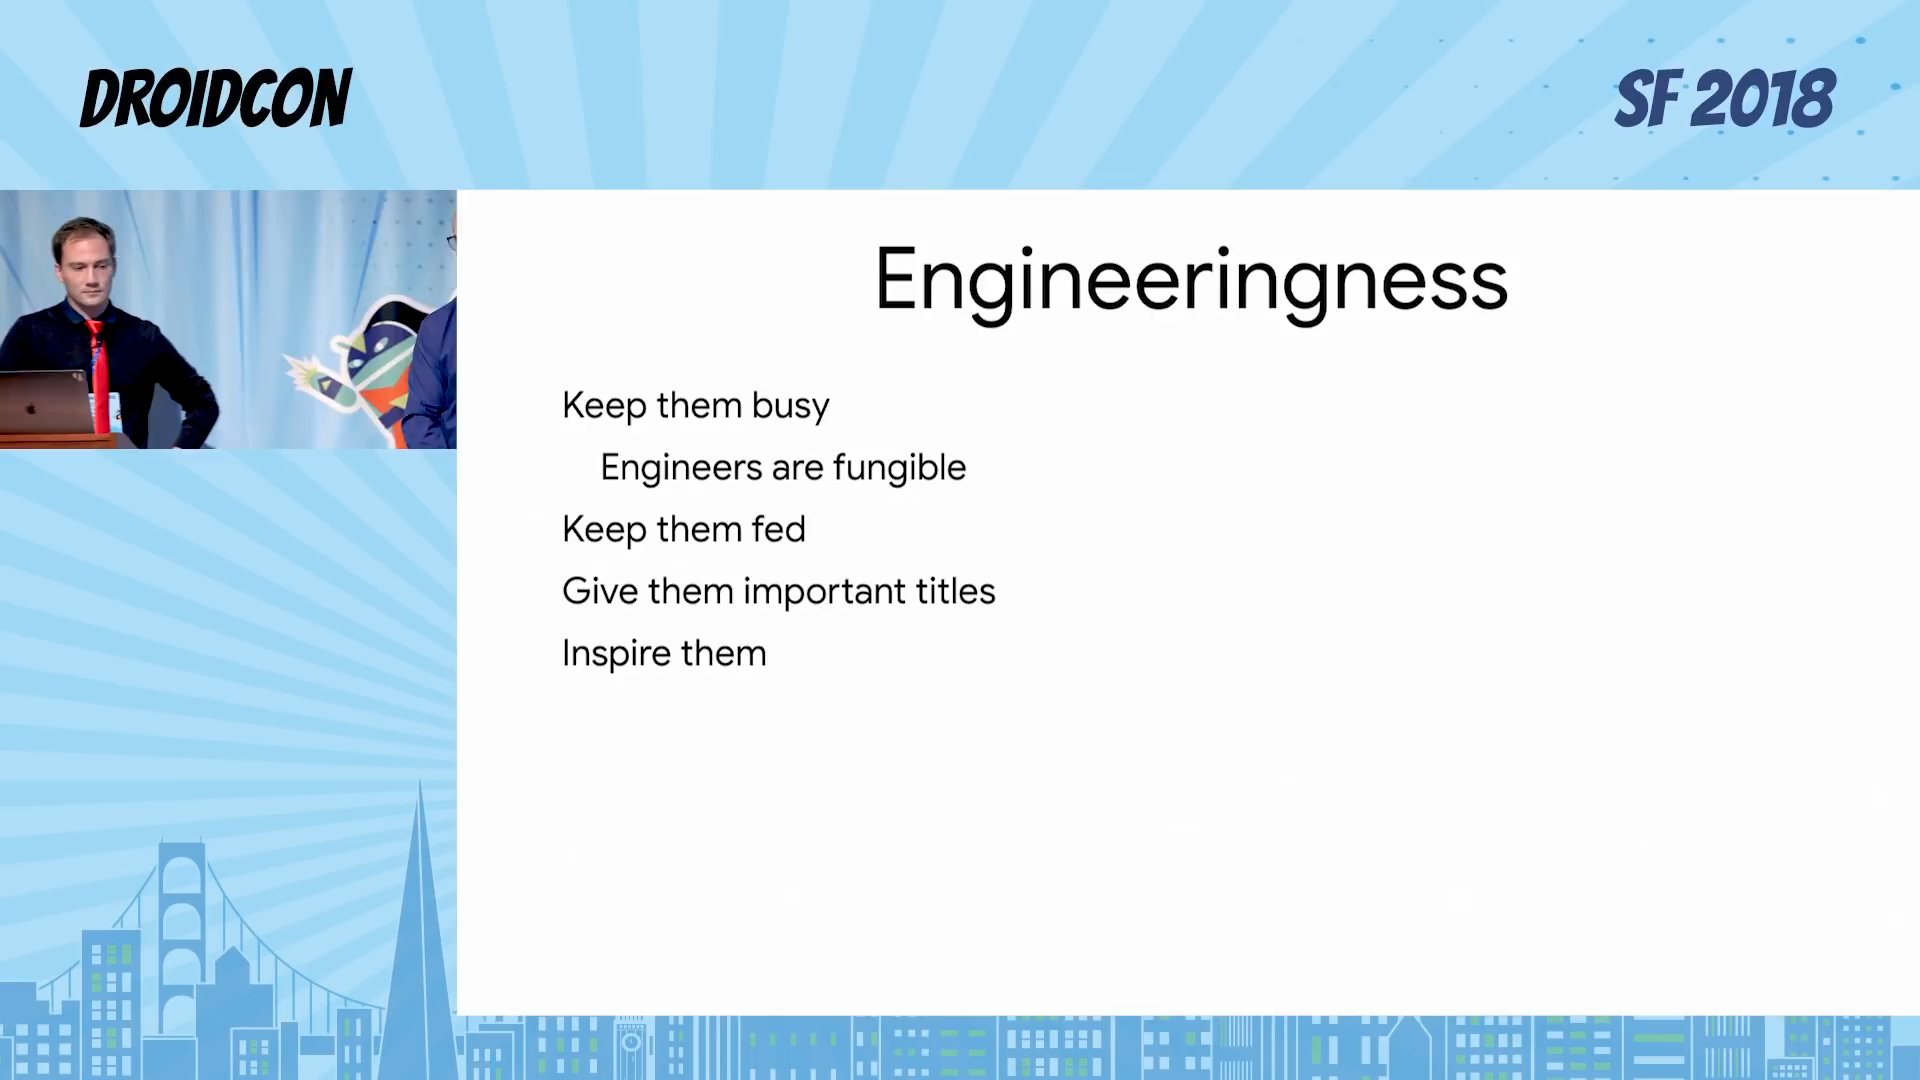 DROIDCON
SF 2018
Engineeringness
Keep them busy
Engineers are fungible
Keep them fed
Give them important titles
Inspire them